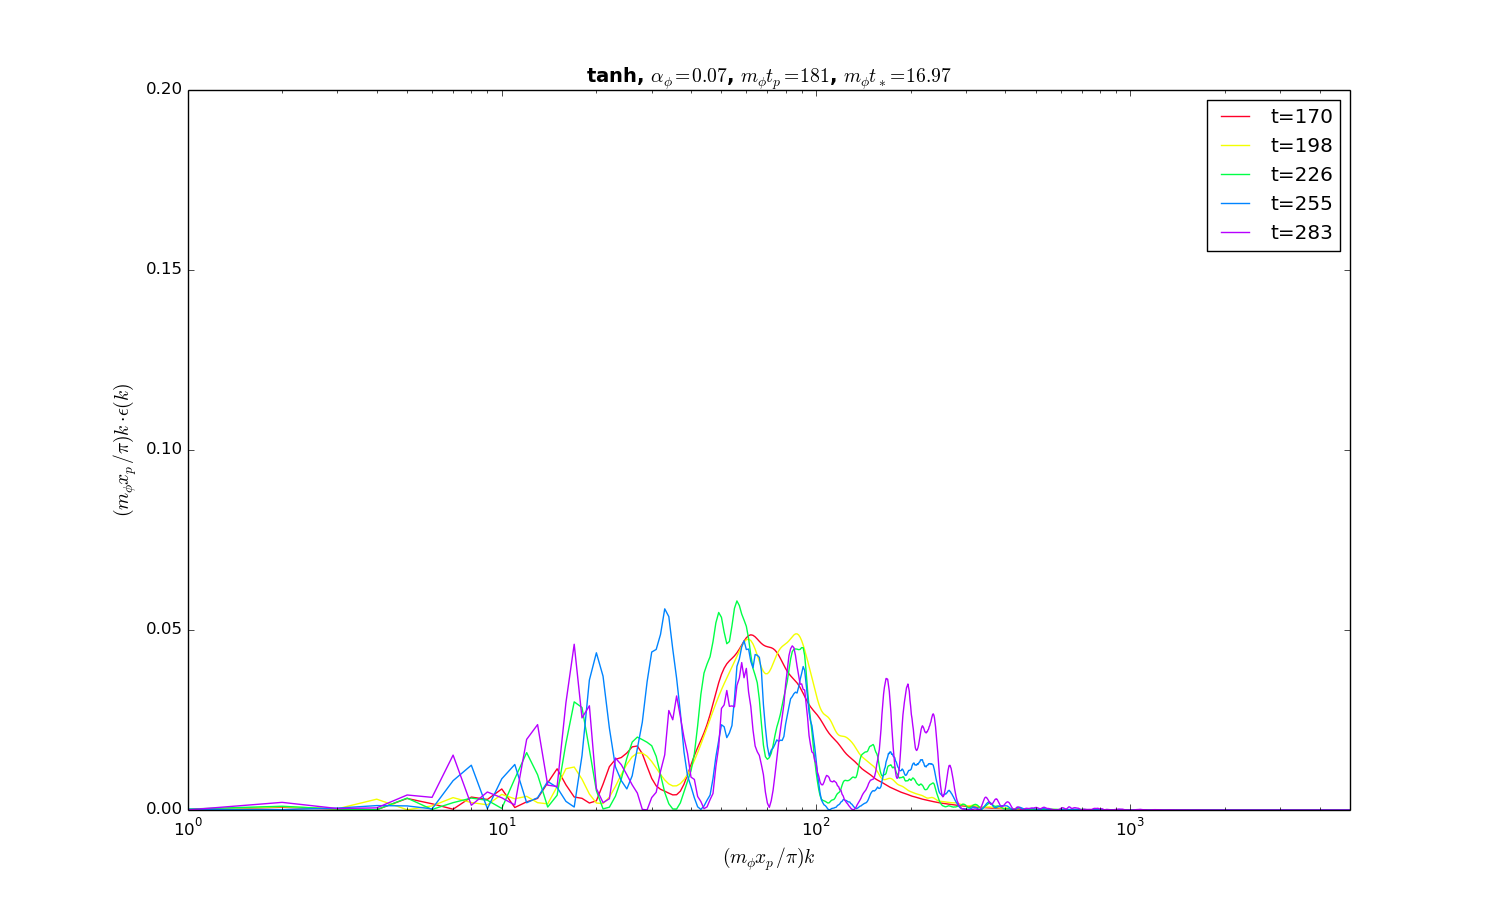 tanh, α_ϕ=0.07, m_ϕt_p=181, m_ϕt_*=16.97
0.20
0.15
0.10
0.05
0.00
(m_ϕx_p/π)k·ϵ(k)
t=170
t=198
t=226
t=255
t=283
10^0 10^1 10^2 10^3
(m_ϕx_p/π)k